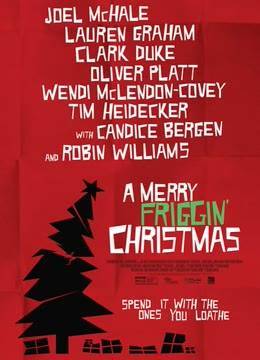 JOEL McHALE
LAUREN GRAHAM
CLARK DUKE
OLIVER PLATT
WENDI McLENDON-COVEY
TIM HEIDECKER
WITH CANDICE BERGEN
AND ROBIN WILLIAMS
A MERRY
FRIGGIN'
CHRISTMAS
SPEND IT WITH THE
ONES YOU LOATHE